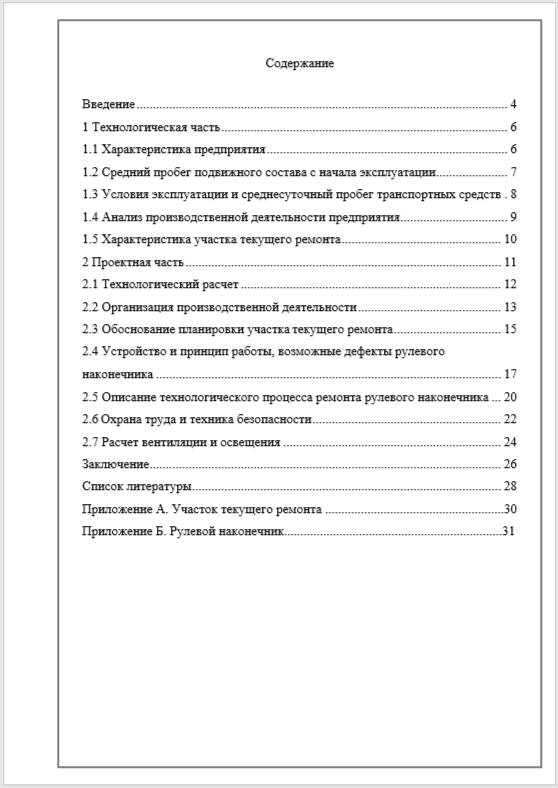 Содержание
Введение.......................................................................................................... 4
1 Технологическая часть................................................................................ 6
1.1 Характеристика предприятия................................................................... 6
1.2 Средний пробег подвижного состава с начала эксплуатации................ 7
1.3 Условия эксплуатации и среднесуточный пробег транспортных средств . 8
1.4 Анализ производственной деятельности предприятия........................... 9
1.5 Характеристика участка текущего ремонта........................................... 10
2 Проектная часть......................................................................................... 11
2.1 Технологический расчет ......................................................................... 12
2.2 Организация производственной деятельности...................................... 13
2.3 Обоснование планировки участка текущего ремонта........................... 15
2.4 Устройство и принцип работы, возможные дефекты рулевого
наконечника .................................................................................................. 17
2.5 Описание технологического процесса ремонта рулевого наконечника ... 20
2.6 Охрана труда и техника безопасности.................................................... 22
2.7 Расчет вентиляции и освещения ............................................................. 24
Заключение.................................................................................................... 26
Список литературы....................................................................................... 28
Приложение А. Участок текущего ремонта .................................................30
Приложение Б. Рулевой наконечник............................................................31